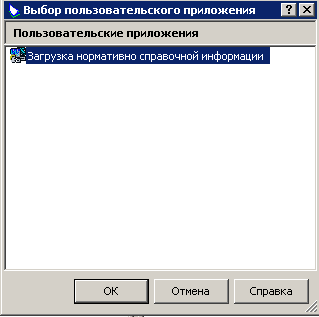 Выбор пользовательского приложения
Пользовательские приложения
Загрузка нормативно справочной информации
ОК
Отмена
Справка